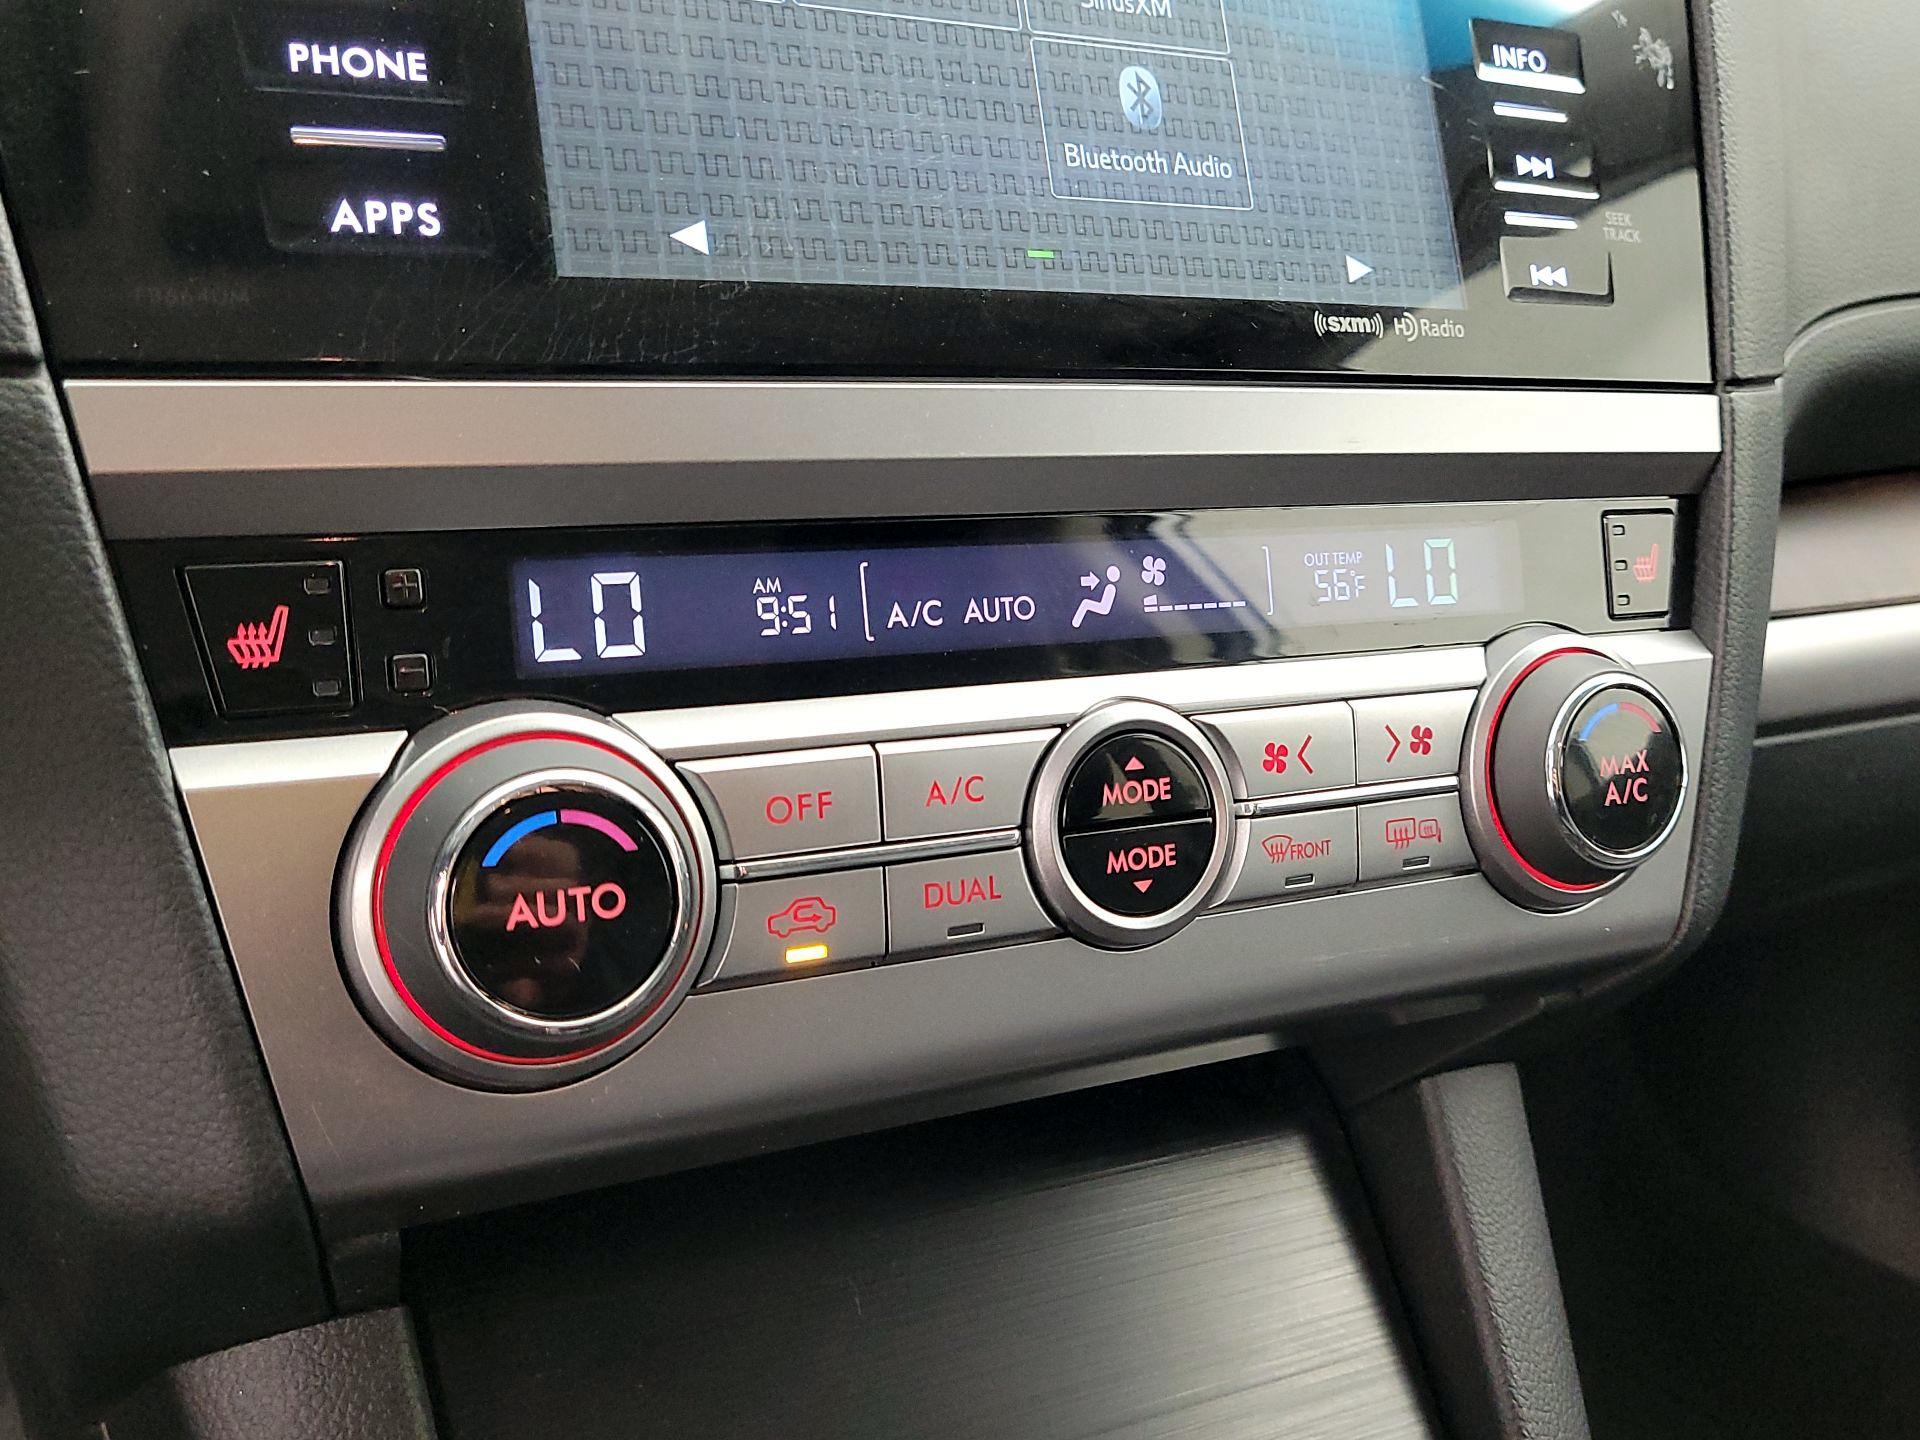 PHONE
APPS
SiriusXM
Bluetooth Audio
INFO
SEEK
TRACK
((sxm)) HD Radio
LO
AM
9:51
A/C AUTO
OUT TEMP
56°F
LO
AUTO
OFF
A/C
DUAL
MODE
MODE
FRONT
MAX
A/C